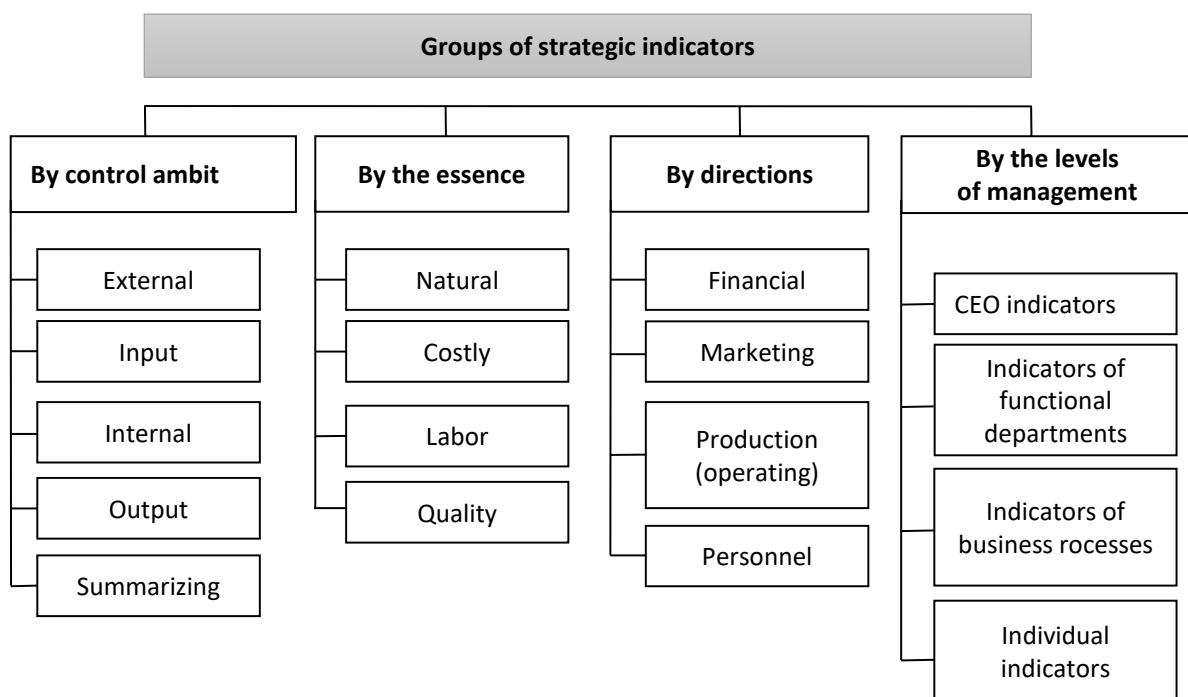 Groups of strategic indicators
By control ambit
External
Input
Internal
Output
Summarizing
By the essence
Natural
Costly
Labor
Quality
By directions
Financial
Marketing
Production
(operating)
Personnel
By the levels
of management
CEO indicators
Indicators of
functional
departments
Indicators of
business rocesses
Individual
indicators